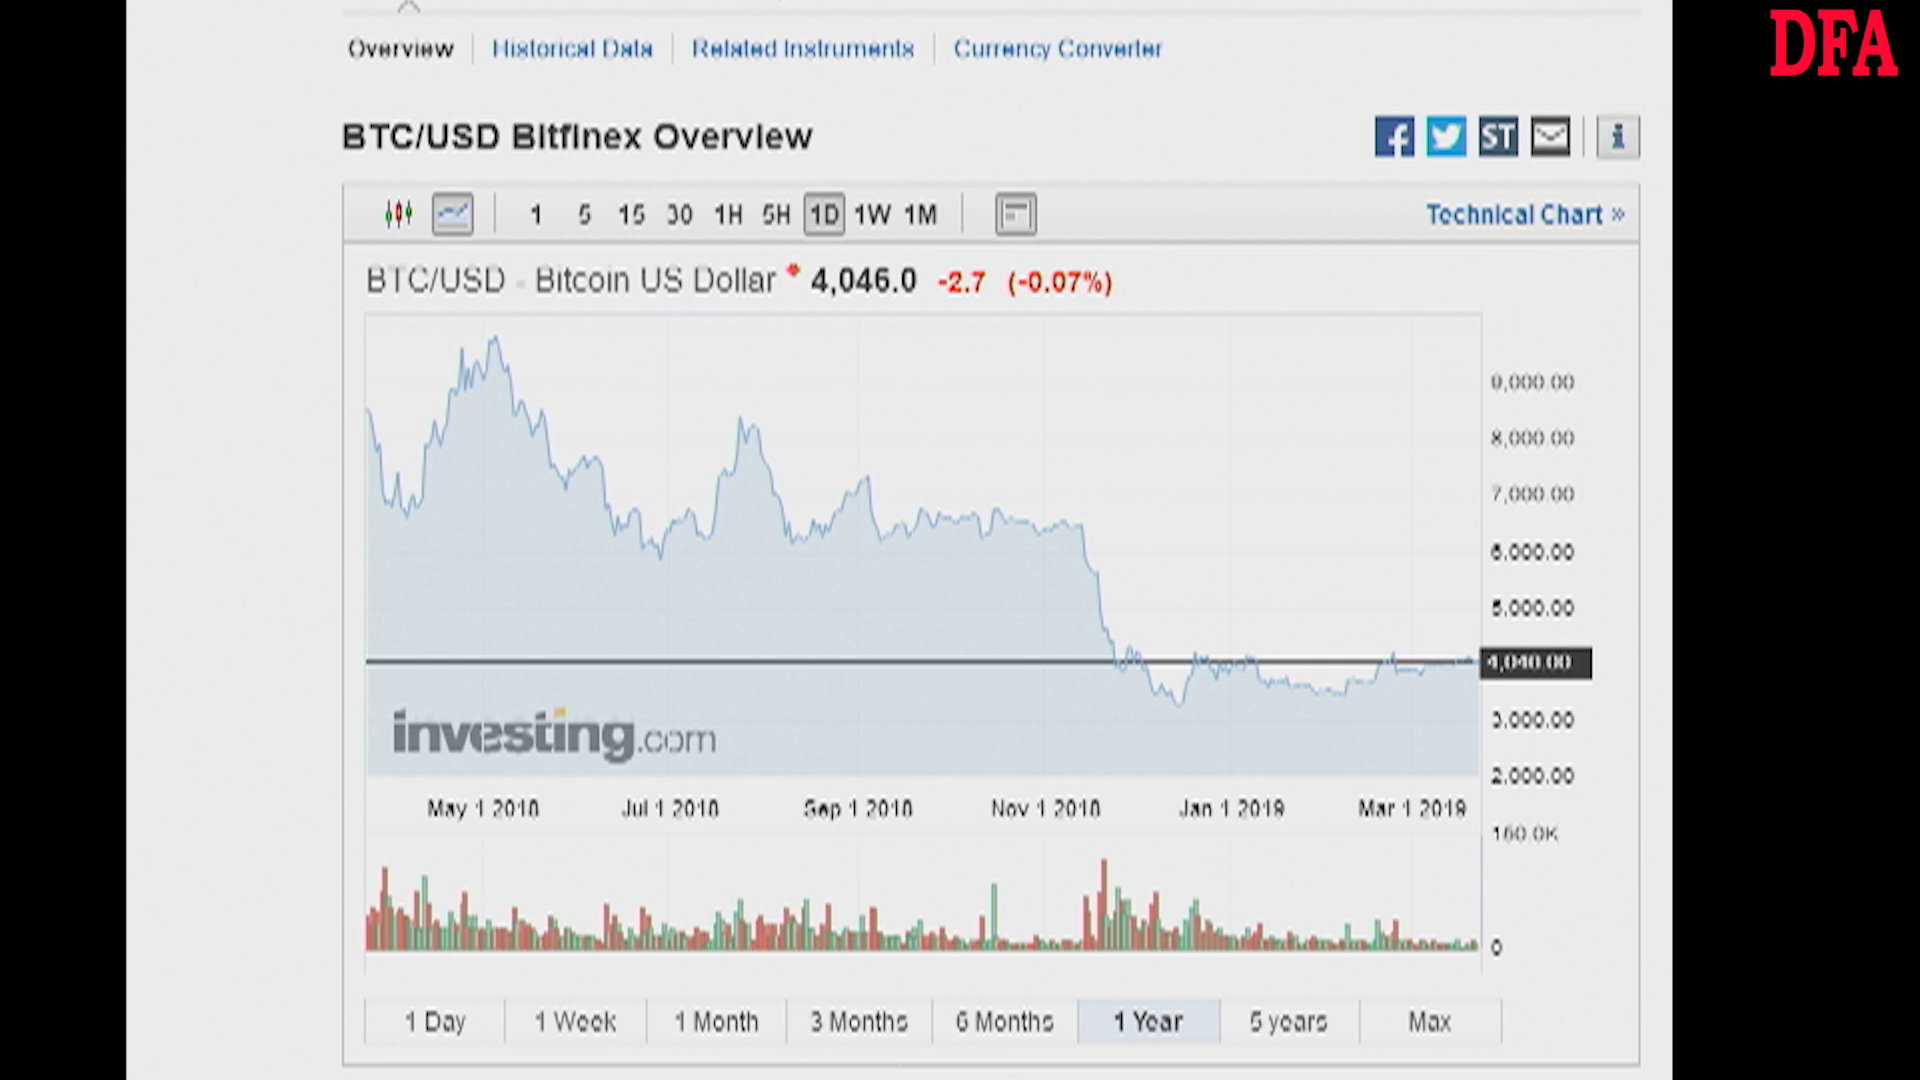 DFA
Overview Historical Data Related Instruments Currency Converter
BTC/USD Bitfinex Overview
ST
1 5 15 30 1H 5H 1D 1W 1M Technical Chart »
BTC/USD - Bitcoin US Dollar 4,046.0 -2.7 (-0.07%)
9,000.00
8,000.00
7,000.00
6,000.00
5,000.00
3,000.00
2,000.00
investing.com
May 1 2018 Jul 1 2018 Sep 1 2018 Nov 1 2018 Jan 1 2019 Mar 1 2019
160.0K
0
1 Day 1 Week 1 Month 3 Months 6 Months 1 Year 5 years Max